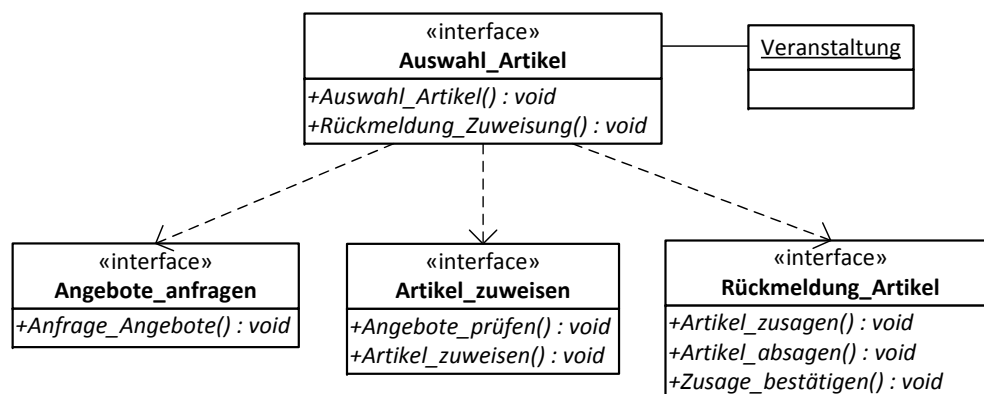 «interface»
Auswahl_Artikel
+Auswahl_Artikel() : void
+Rückmeldung_Zuweisung() : void
Veranstaltung
«interface»
Angebote_anfragen
+Anfrage_Angebote() : void
«interface»
Artikel_zuweisen
+Angebote_prüfen() : void
+Artikel_zuweisen() : void
«interface»
Rückmeldung_Artikel
+Artikel_zusagen() : void
+Artikel_absagen() : void
+Zusage_bestätigen() : void